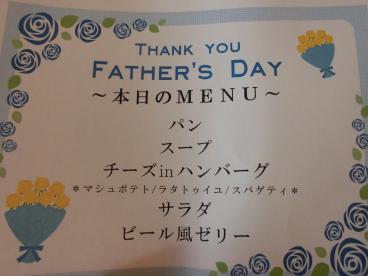 THANK YOU
FATHER'S DAY
～本日のMENU～
パン
スープ
チーズinハンバーグ
＊マシュポテト/ラタトゥイユ/スパゲティ＊
サラダ
ビール風ゼリー